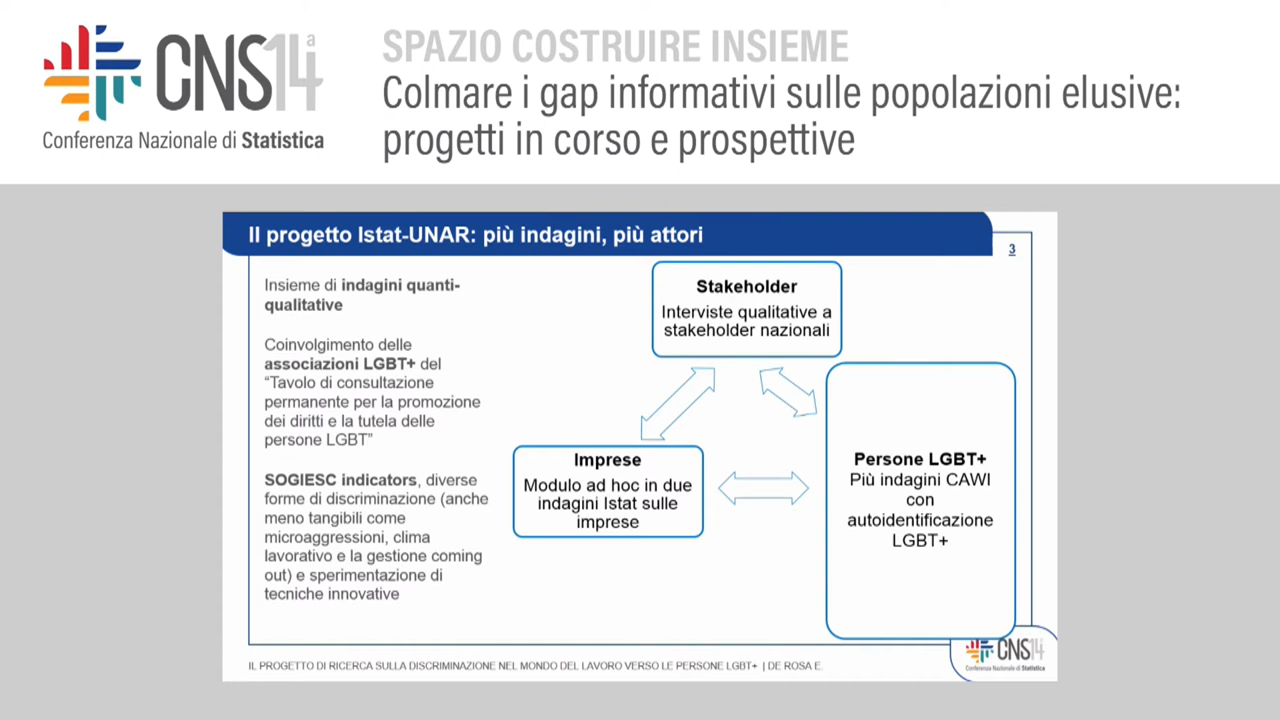 CNS14ª
Conferenza Nazionale di Statistica
SPAZIO COSTRUIRE INSIEME
Colmare i gap informativi sulle popolazioni elusive:
progetti in corso e prospettive
Il progetto Istat-UNAR: più indagini, più attori
3
Insieme di indagini quanti-
qualitative
Coinvolgimento delle
associazioni LGBT+ del
“Tavolo di consultazione
permanente per la promozione
dei diritti e la tutela delle
persone LGBT”
SOGIESC indicators, diverse
forme di discriminazione (anche
meno tangibili come
microaggressioni, clima
lavorativo e la gestione coming
out) e sperimentazione di
tecniche innovative
Stakeholder
Interviste qualitative a
stakeholder nazionali
Imprese
Modulo ad hoc in due
indagini Istat sulle
imprese
Persone LGBT+
Più indagini CAWI
con
autoidentificazione
LGBT+
IL PROGETTO DI RICERCA SULLA DISCRIMINAZIONE NEL MONDO DEL LAVORO VERSO LE PERSONE LGBT+ | DE ROSA E.
CNS14
Conferenza Nazionale di Statistica